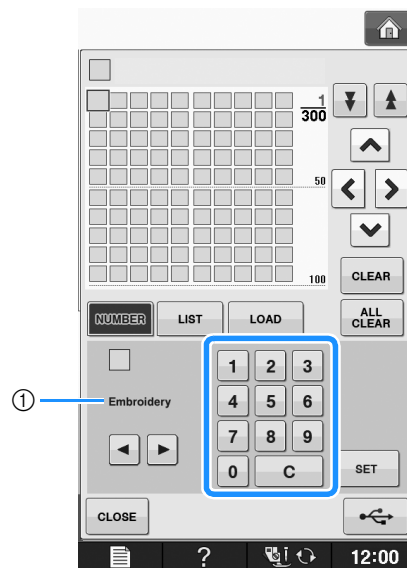 1
300
50
100
CLEAR
NUMBER LIST LOAD
ALL
CLEAR
1 2 3
① Embroidery
4 5 6
7 8 9
0 C
SET
CLOSE
? 12:00